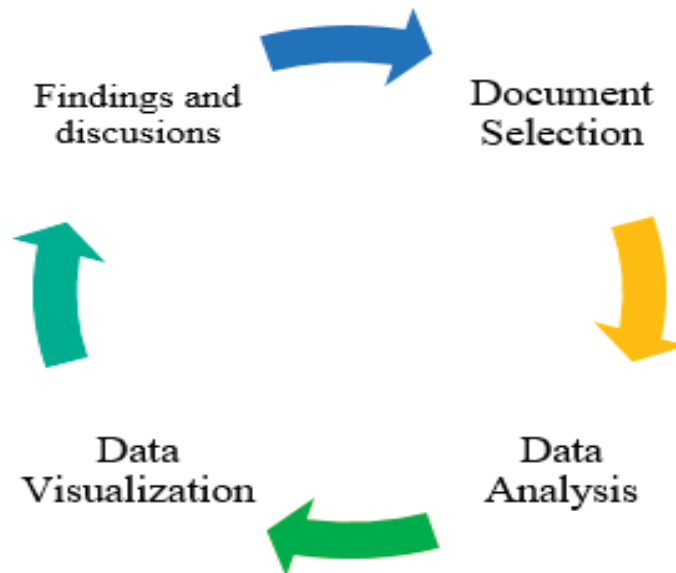 Findings and
discusions
Document
Selection
Data
Visualization
Data
Analysis